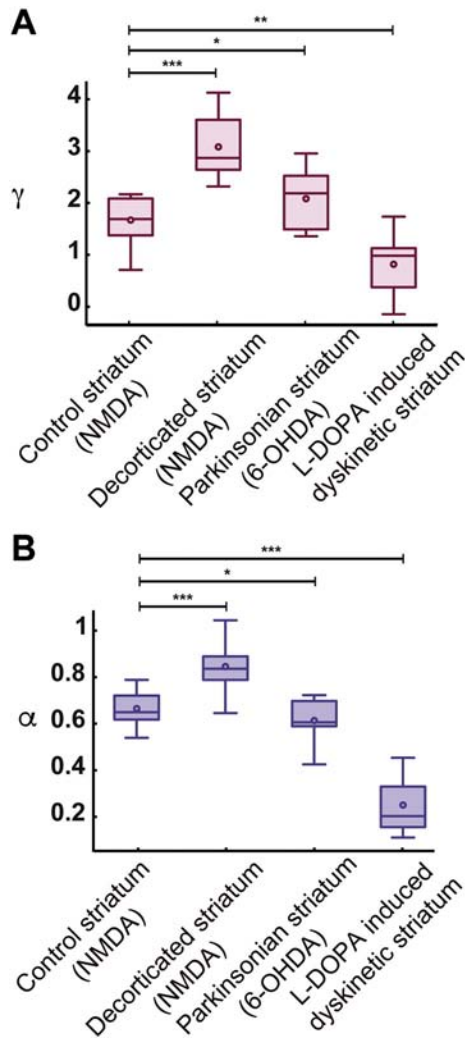 A
**
*
***
4
3
2
1
0
γ
Control striatum
(NMDA)
Decorticated striatum
(NMDA)
Parkinsonian striatum
(6-OHDA)
L-DOPA induced
dyskinetic striatum
B
***
*
***
1
0.8
0.6
0.4
0.2
α
Control striatum
(NMDA)
Decorticated striatum
(NMDA)
Parkinsonian striatum
(6-OHDA)
L-DOPA induced
dyskinetic striatum